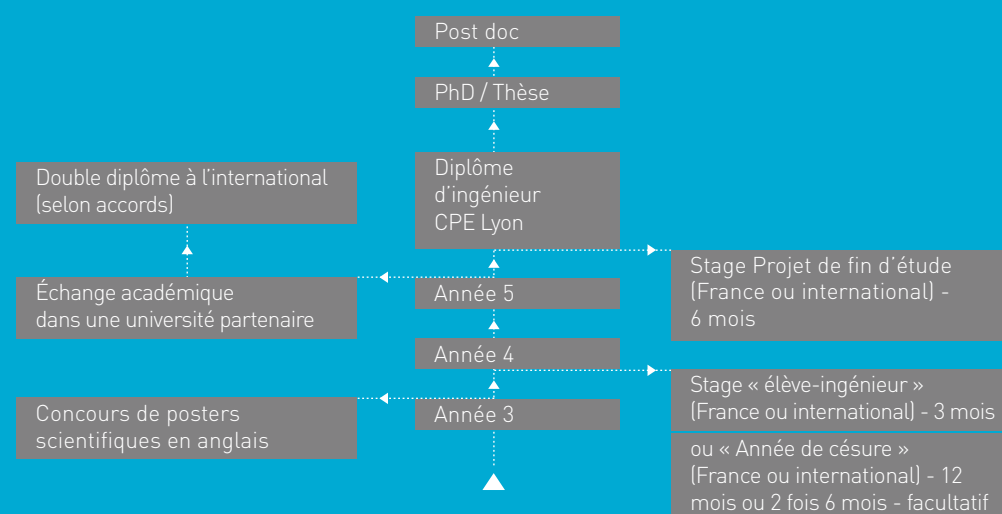 Post doc
PhD / Thèse
Diplôme
d'ingénieur
CPE Lyon
Double diplôme à l'international
(selon accords)
Échange académique
dans une université partenaire
Année 5
Stage Projet de fin d'étude
(France ou international) -
6 mois
Année 4
Concours de posters
scientifiques en anglais
Année 3
Stage « élève-ingénieur »
(France ou international) - 3 mois
ou « Année de césure »
(France ou international) - 12
mois ou 2 fois 6 mois - facultatif